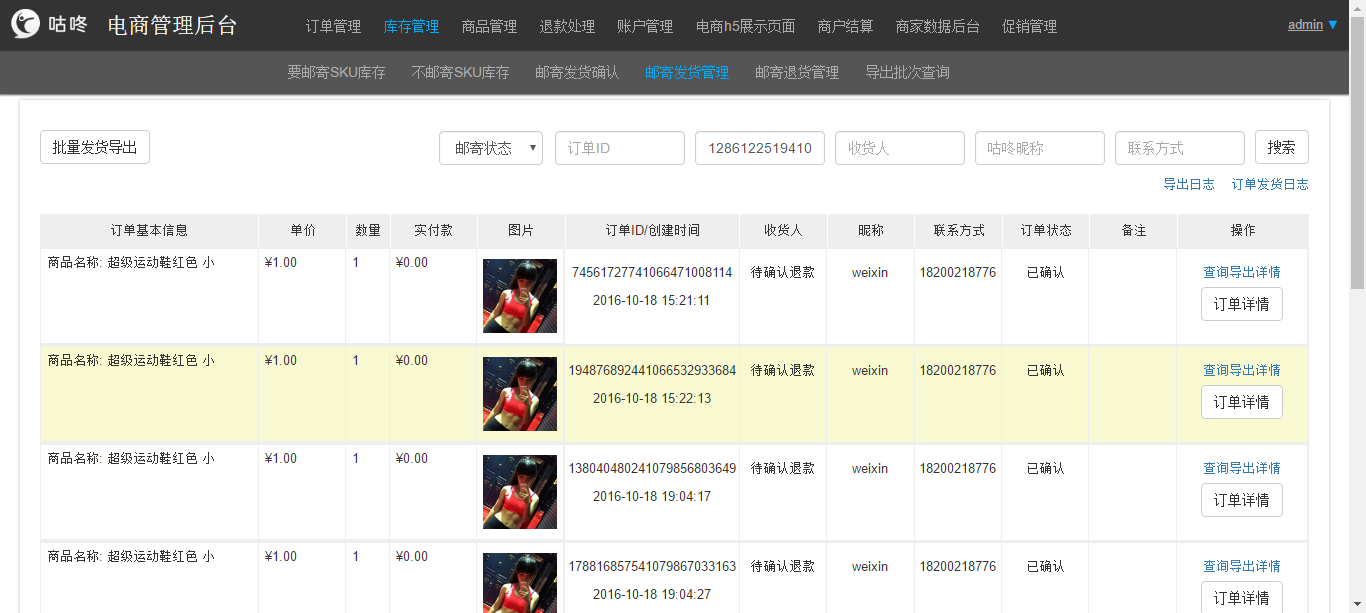 咕咚 电商管理后台 订单管理 库存管理 商品管理 退款处理 账户管理 电商h5展示页面 商户结算 商家数据后台 促销管理 admin ▼
要邮寄SKU库存 不邮寄SKU库存 邮寄发货确认 邮寄发货管理 邮寄退货管理 导出批次查询
批量发货导出 邮寄状态 订单ID 1286122519410 收货人 咕咚昵称 联系方式 搜索
导出日志 订单发货日志
订单基本信息 单价 数量 实付款 图片 订单ID/创建时间 收货人 昵称 联系方式 订单状态 备注 操作
商品名称: 超级运动鞋红色 小 ¥1.00 1 ¥0.00 74561727741066471008114 待确认退款 weixin 18200218776 已确认 查询导出详情
2016-10-18 15:21:11 订单详情
商品名称: 超级运动鞋红色 小 ¥1.00 1 ¥0.00 194876892441066532933684 待确认退款 weixin 18200218776 已确认 查询导出详情
2016-10-18 15:22:13 订单详情
商品名称: 超级运动鞋红色 小 ¥1.00 1 ¥0.00 138040480241079856803649 待确认退款 weixin 18200218776 已确认 查询导出详情
2016-10-18 19:04:17 订单详情
商品名称: 超级运动鞋红色 小 ¥1.00 1 ¥0.00 178816857541079867033163 待确认退款 weixin 18200218776 已确认 查询导出详情
2016-10-18 19:04:27 订单详情